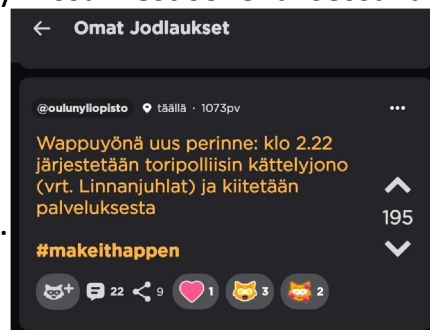 Omat Jodlaukset
@oulunyliopisto täällä · 1073pv
Wappuyönä uus perinne: klo 2.22
järjestetään toripolliisin kättelyjono
(vrt. Linnanjuhlat) ja kiitetään
palveluksesta
195
#makeithappen
22 9 1 3 2